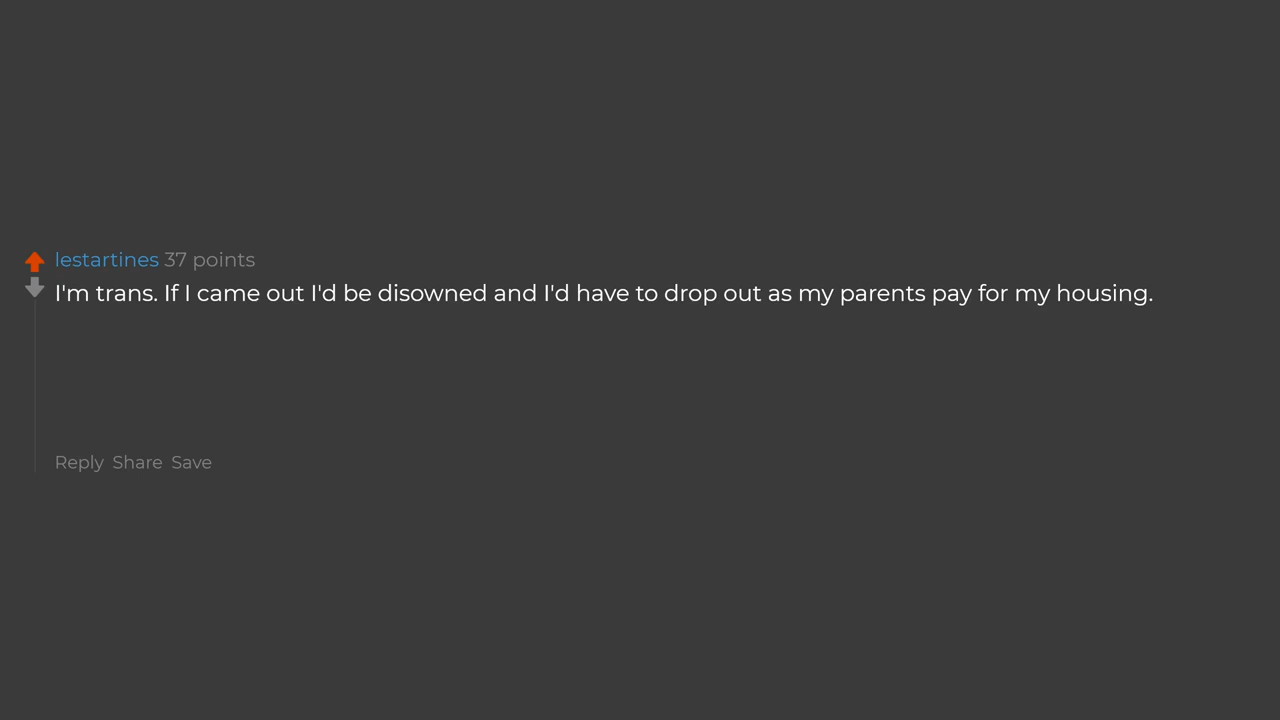 lestartines 37 points
I'm trans. If I came out I'd be disowned and I'd have to drop out as my parents pay for my housing.
Reply Share Save